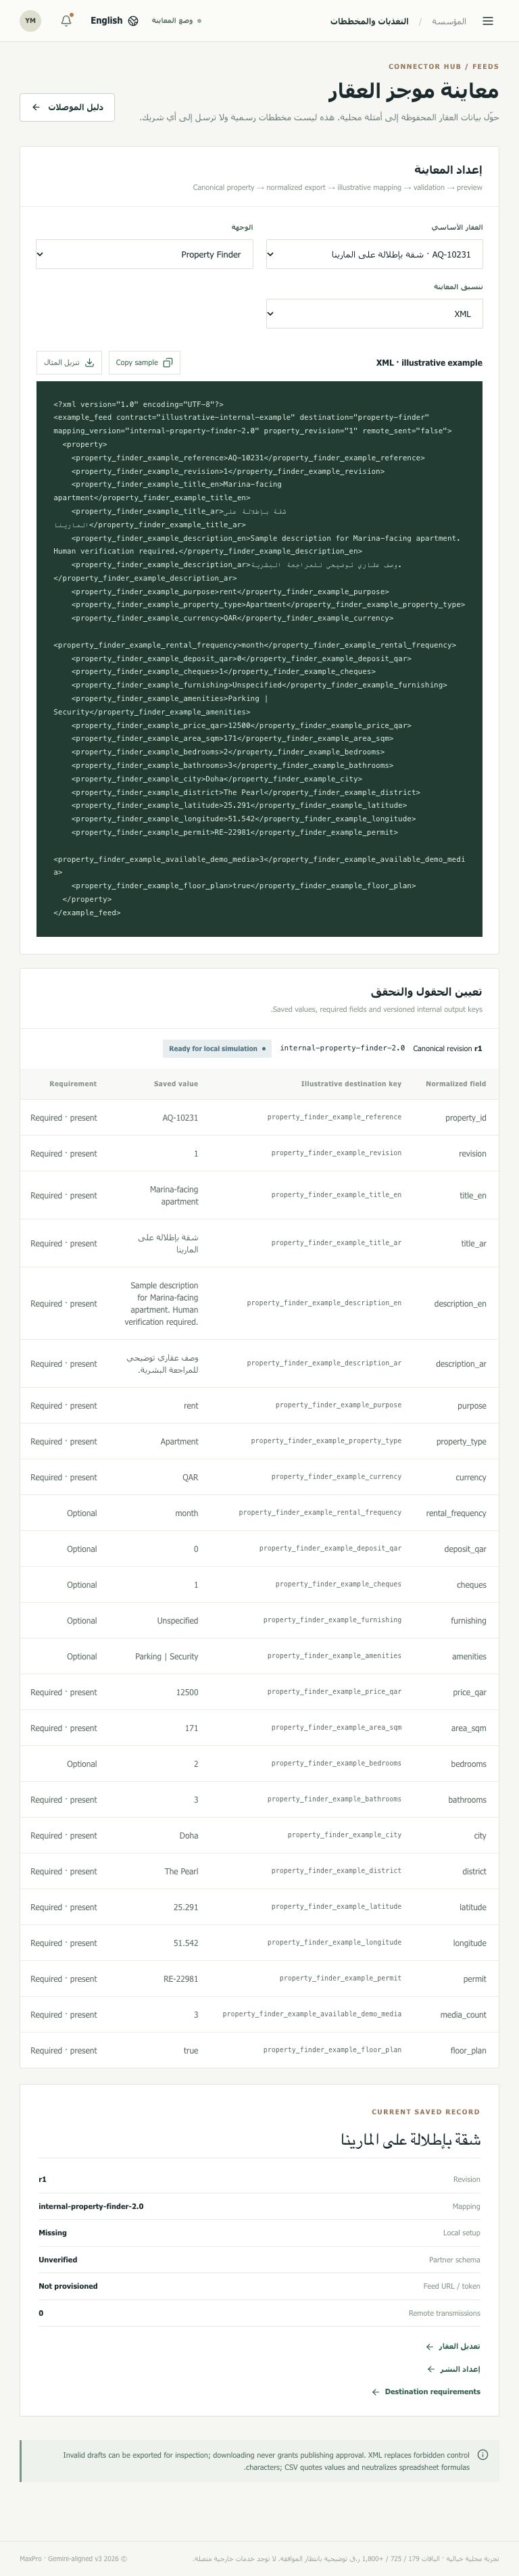 المؤسسة / التغذيات والمخططات
وضع المعاينة
English
YM
CONNECTOR HUB / FEEDS
معاينة موجز العقار
حوّل بيانات العقار المحفوظة إلى أمثلة محلية. هذه ليست مخططات رسمية ولا ترسل إلى أي شريك.
دليل الموصلات
إعداد المعاينة
Canonical property → normalized export → illustrative mapping → validation → preview
العقار الأساسي
AQ-10231 · شقة بإطلالة على المارينا
الوجهة
Property Finder
تنسيق المعاينة
XML
XML · illustrative example
Copy sample
تنزيل المثال
<?xml version="1.0" encoding="UTF-8"?>
<example_feed contract="illustrative-internal-example" destination="property-finder"
mapping_version="internal-property-finder-2.0" property_revision="1" remote_sent="false">
<property>
<property_finder_example_reference>AQ-10231</property_finder_example_reference>
<property_finder_example_revision>1</property_finder_example_revision>
<property_finder_example_title_en>Marina-facing
apartment</property_finder_example_title_en>
<property_finder_example_title_ar>شقة بإطلالة على
المارينا</property_finder_example_title_ar>
<property_finder_example_description_en>Sample description for Marina-facing apartment.
Human verification required.</property_finder_example_description_en>
<property_finder_example_description_ar>وصف عقاري توضيحي للمراجعة البشرية.
</property_finder_example_description_ar>
<property_finder_example_purpose>rent</property_finder_example_purpose>
<property_finder_example_property_type>Apartment</property_finder_example_property_type>
<property_finder_example_currency>QAR</property_finder_example_currency>
<property_finder_example_rental_frequency>month</property_finder_example_rental_frequency>
<property_finder_example_deposit_qar>0</property_finder_example_deposit_qar>
<property_finder_example_cheques>1</property_finder_example_cheques>
<property_finder_example_furnishing>Unspecified</property_finder_example_furnishing>
<property_finder_example_amenities>Parking |
Security</property_finder_example_amenities>
<property_finder_example_price_qar>12500</property_finder_example_price_qar>
<property_finder_example_area_sqm>171</property_finder_example_area_sqm>
<property_finder_example_bedrooms>2</property_finder_example_bedrooms>
<property_finder_example_bathrooms>3</property_finder_example_bathrooms>
<property_finder_example_city>Doha</property_finder_example_city>
<property_finder_example_district>The Pearl</property_finder_example_district>
<property_finder_example_latitude>25.291</property_finder_example_latitude>
<property_finder_example_longitude>51.542</property_finder_example_longitude>
<property_finder_example_permit>RE-22981</property_finder_example_permit>
<property_finder_example_available_demo_media>3</property_finder_example_available_demo_medi
a>
<property_finder_example_floor_plan>true</property_finder_example_floor_plan>
</property>
</example_feed>
تعيين الحقول والتحقق
Saved values, required fields and versioned internal output keys.
Canonical revision r1 internal-property-finder-2.0 Ready for local simulation
Normalized field Illustrative destination key Saved value Requirement
property_id property_finder_example_reference AQ-10231 Required · present
revision property_finder_example_revision 1 Required · present
title_en property_finder_example_title_en Marina-facing apartment Required · present
title_ar property_finder_example_title_ar شقة بإطلالة على المارينا Required · present
description_en property_finder_example_description_en Sample description for Marina-facing apartment. Human verification required. Required · present
description_ar property_finder_example_description_ar وصف عقاري توضيحي للمراجعة البشرية. Required · present
purpose property_finder_example_purpose rent Required · present
property_type property_finder_example_property_type Apartment Required · present
currency property_finder_example_currency QAR Required · present
rental_frequency property_finder_example_rental_frequency month Optional
deposit_qar property_finder_example_deposit_qar 0 Optional
cheques property_finder_example_cheques 1 Optional
furnishing property_finder_example_furnishing Unspecified Optional
amenities property_finder_example_amenities Parking | Security Optional
price_qar property_finder_example_price_qar 12500 Required · present
area_sqm property_finder_example_area_sqm 171 Required · present
bedrooms property_finder_example_bedrooms 2 Optional
bathrooms property_finder_example_bathrooms 3 Required · present
city property_finder_example_city Doha Required · present
district property_finder_example_district The Pearl Required · present
latitude property_finder_example_latitude 25.291 Required · present
longitude property_finder_example_longitude 51.542 Required · present
permit property_finder_example_permit RE-22981 Required · present
media_count property_finder_example_available_demo_media 3 Required · present
floor_plan property_finder_example_floor_plan true Required · present
CURRENT SAVED RECORD
شقة بإطلالة على المارينا
Revision r1
Mapping internal-property-finder-2.0
Local setup Missing
Partner schema Unverified
Feed URL / token Not provisioned
Remote transmissions 0
تعديل العقار
إعداد النشر
Destination requirements
Invalid drafts can be exported for inspection; downloading never grants publishing approval. XML replaces forbidden control
characters; CSV quotes values and neutralizes spreadsheet formulas.
تجربة محلية خيالية · الباقات 179 / 725 / +1,800 ر.ق توضيحية بانتظار الموافقة. لا توجد خدمات خارجية متصلة.
MaxPro · Gemini-aligned v3 2026 ©